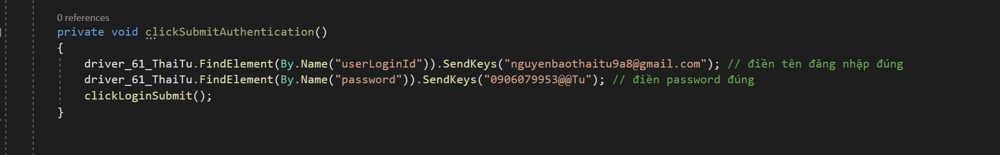 0 references
private void clickSubmitAuthentication()
{
driver_61_ThaiTu.FindElement(By.Name("userLoginId")).SendKeys("nguyenbaothaitu9a8@gmail.com"); // điền tên đăng nhập đúng
driver_61_ThaiTu.FindElement(By.Name("password")).SendKeys("0906079953@@Tu"); // điền password đúng
clickLoginSubmit();
}